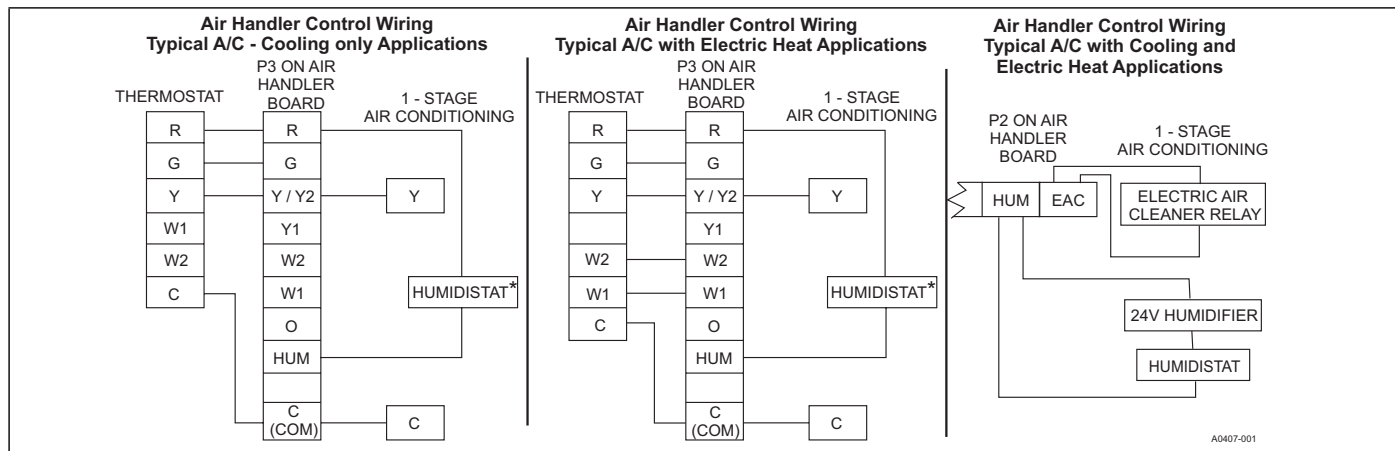 Air Handler Control Wiring
Typical A/C - Cooling only Applications
P3 ON AIR
HANDLER
BOARD
THERMOSTAT
1 - STAGE
AIR CONDITIONING
R
R
G
G
Y
Y / Y2
Y
W1
Y1
W2
W2
C
W1
HUMIDISTAT*
O
HUM
C
(COM)
C
Air Handler Control Wiring
Typical A/C with Electric Heat Applications
P3 ON AIR
HANDLER
BOARD
THERMOSTAT
1 - STAGE
AIR CONDITIONING
R
R
G
G
Y
Y / Y2
Y
Y1
W2
W2
W1
W1
HUMIDISTAT*
C
O
HUM
C
(COM)
C
Air Handler Control Wiring
Typical A/C with Cooling and
Electric Heat Applications
P2 ON AIR
HANDLER
BOARD
1 - STAGE
AIR CONDITIONING
HUM
EAC
ELECTRIC AIR
CLEANER RELAY
24V HUMIDIFIER
HUMIDISTAT
A0407-001